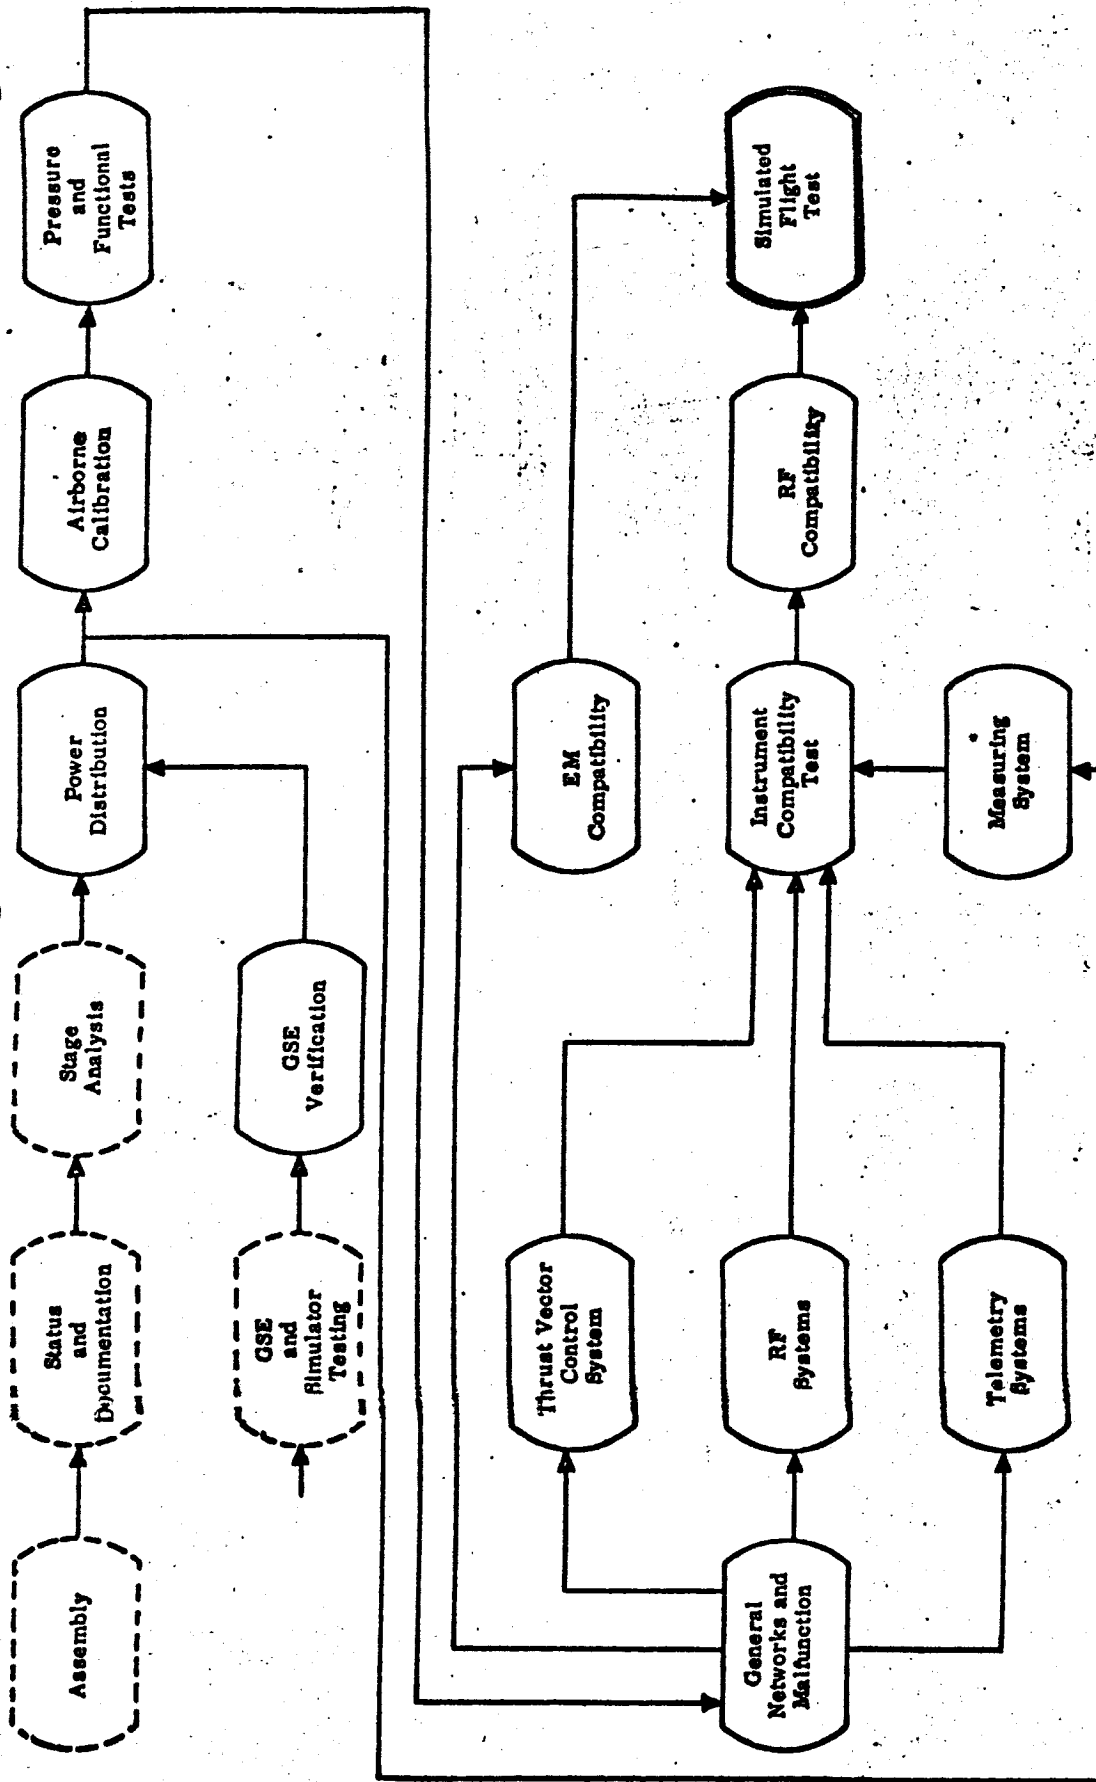 Assembly
Status
and
Documentation
Stage
Analysis
Power
Distribution
Airborne
Calibration
Pressure
and
Functional
Tests
GSE
and
Simulator
Testing
GSE
Verification
EM
Compatibility
Thrust Vector
Control
System
General
Networks and
Malfunction
RF
Systems
Instrument
Compatibility
Test
RF
Compatibility
Simulated
Flight
Test
Telemetry
Systems
Measuring
System